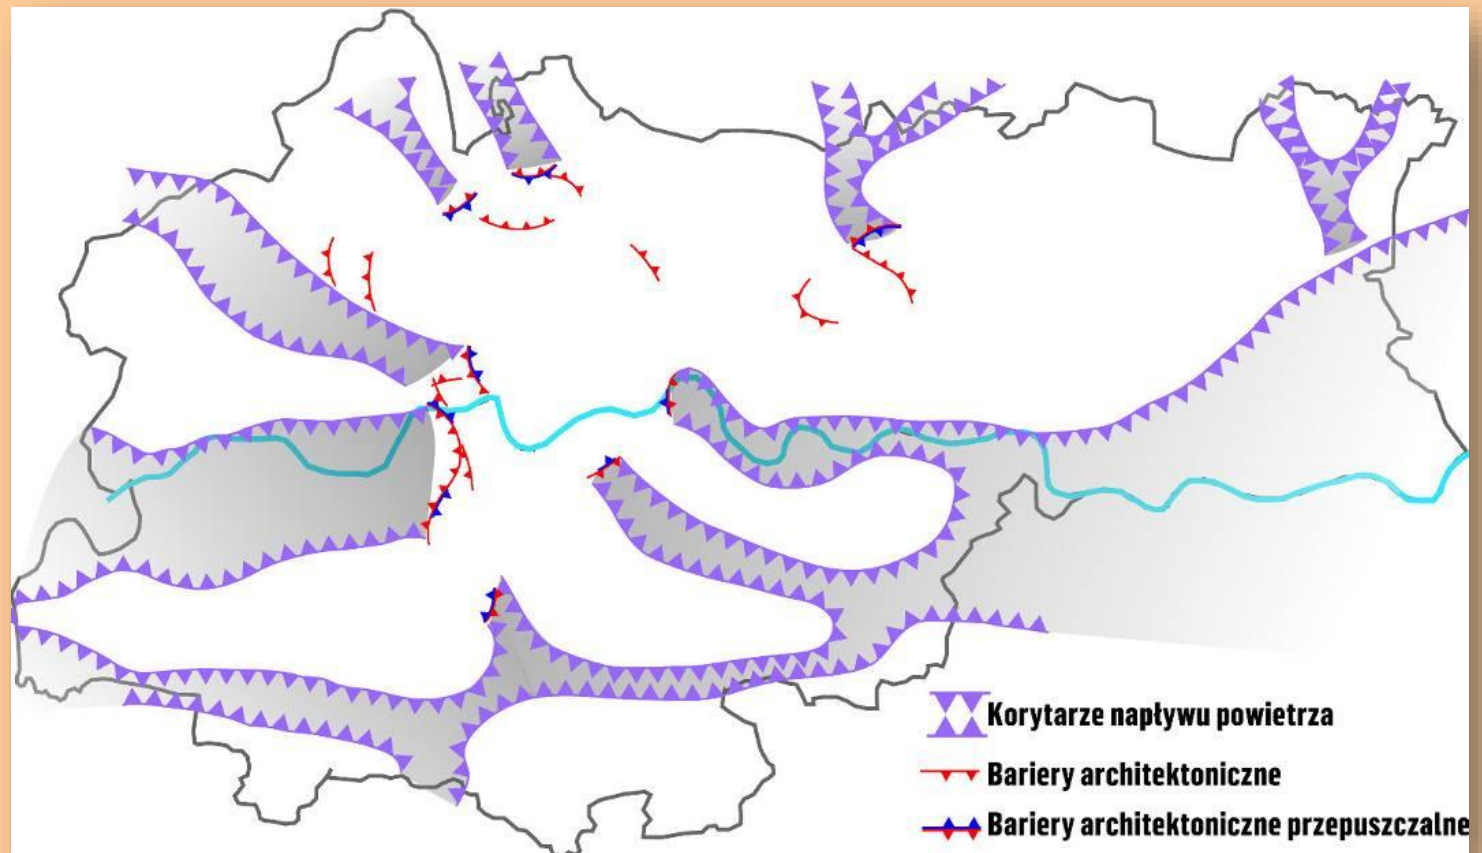 Korytarze napływu powietrza
Bariery architektoniczne
Bariery architektoniczne przepuszczalne